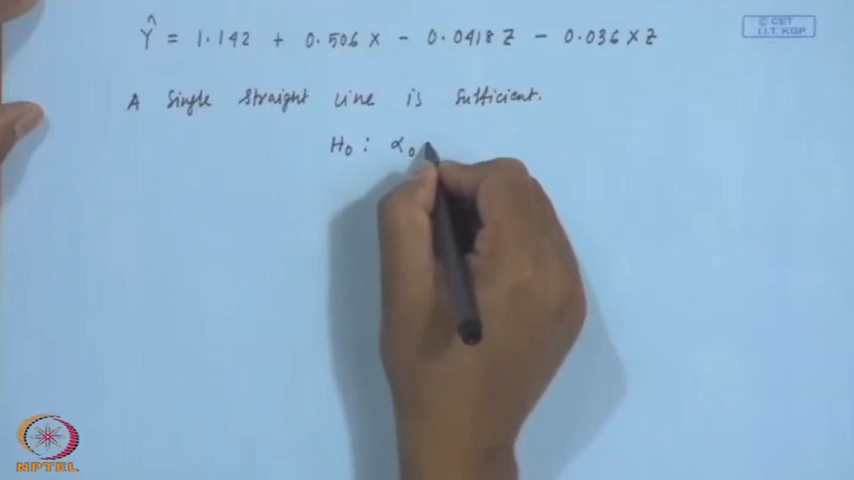 © CET
I.I.T. KGP
Ŷ = 1.142 + 0.506 X - 0.0418 Z - 0.036 X Z
A Single Straight Line is Sufficient.
H₀ : α₀
NPTEL